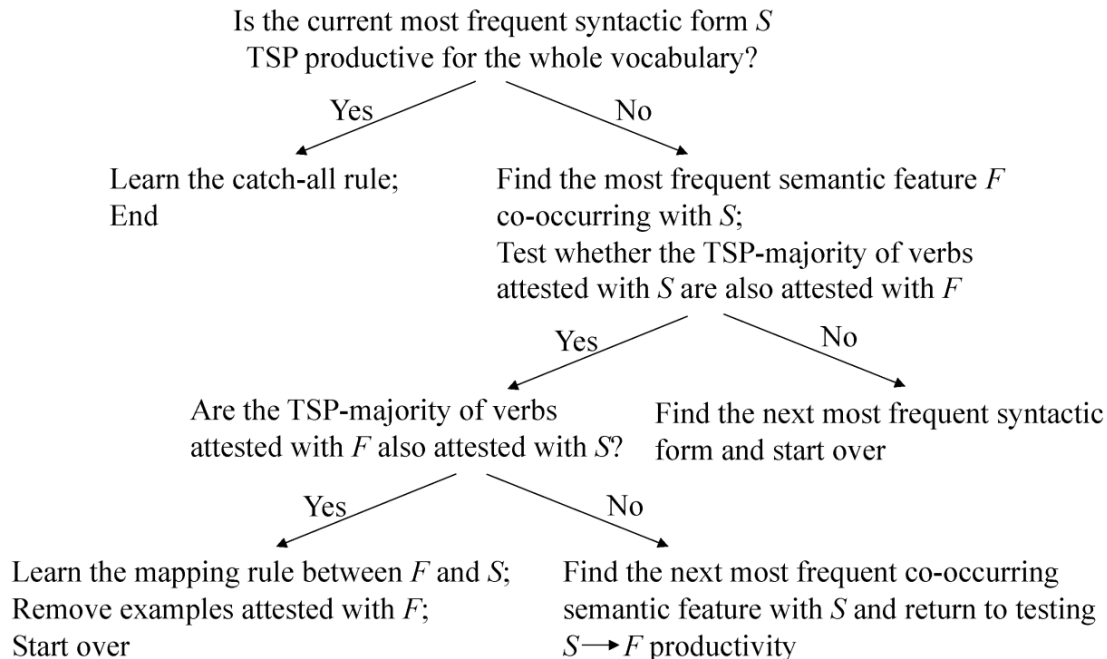 Is the current most frequent syntactic form S
TSP productive for the whole vocabulary?
Yes
No
Learn the catch-all rule;
End
Find the most frequent semantic feature F
co-occurring with S;
Test whether the TSP-majority of verbs
attested with S are also attested with F
Yes
No
Are the TSP-majority of verbs
attested with F also attested with S?
Find the next most frequent syntactic
form and start over
Yes
No
Learn the mapping rule between F and S;
Remove examples attested with F;
Start over
Find the next most frequent co-occurring
semantic feature with S and return to testing
S→F productivity